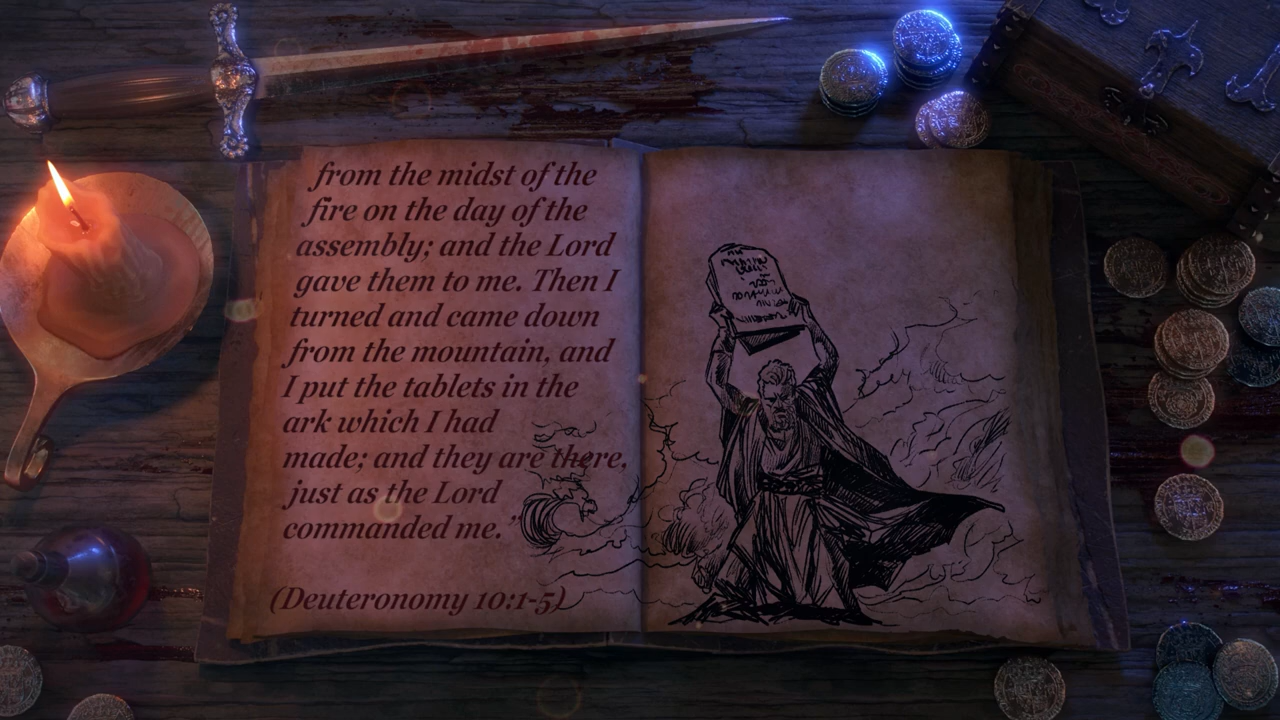 from the midst of the
fire on the day of the
assembly; and the Lord
gave them to me. Then I
turned and came down
from the mountain, and
I put the tablets in the
ark which I had
made; and they are there,
just as the Lord
commanded me.”
(Deuteronomy 10:1-5)